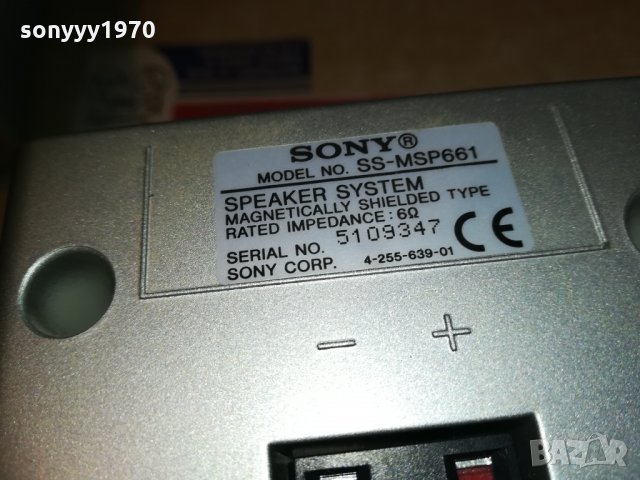 sonyyy1970
SONY®
MODEL NO. SS-MSP661
SPEAKER SYSTEM
MAGNETICALLY SHIELDED TYPE
RATED IMPEDANCE:6Ω
SERIAL NO. 5109347
SONY CORP. 4-255-639-01
CE
− +
BAZAR